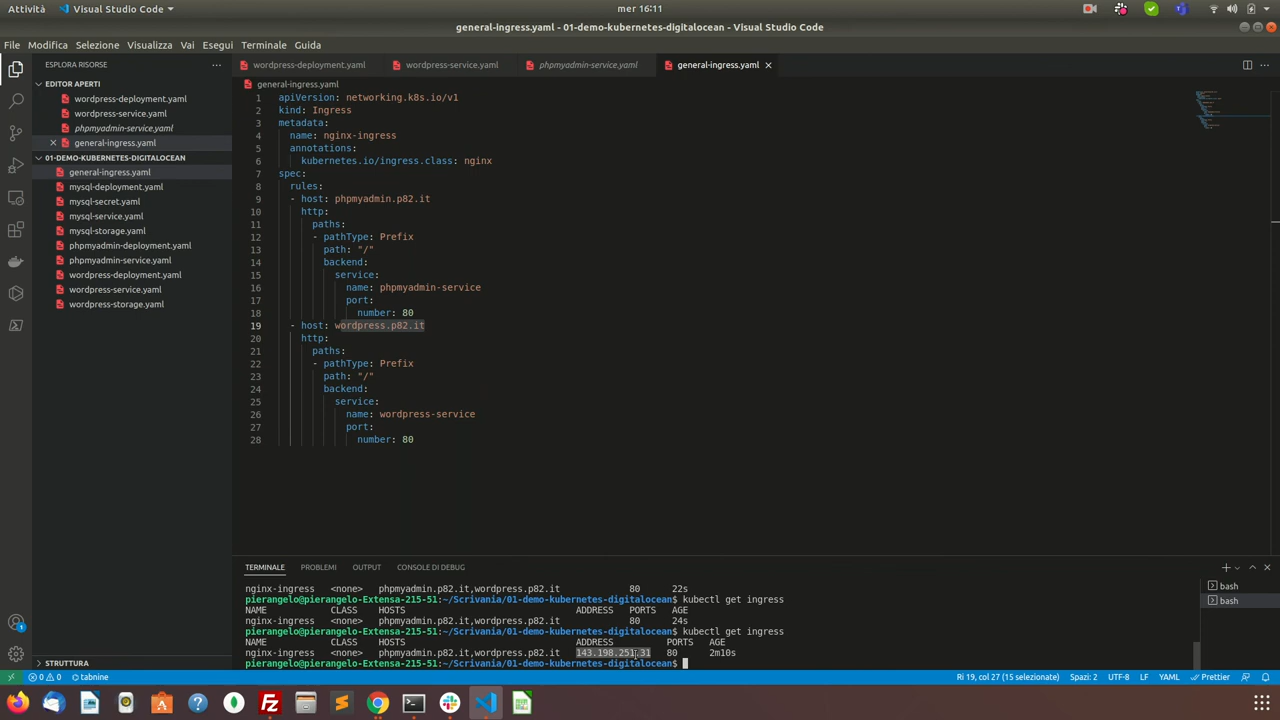 Attività
Visual Studio Code
mer 16:11
general-ingress.yaml - 01-demo-kubernetes-digitalocean - Visual Studio Code
File Modifica Selezione Visualizza Vai Esegui Terminale Guida
ESPLORA RISORSE
wordpress-deployment.yaml
wordpress-service.yaml
phpmyadmin-service.yaml
general-ingress.yaml
EDITOR APERTI
wordpress-deployment.yaml
wordpress-service.yaml
phpmyadmin-service.yaml
general-ingress.yaml
01-DEMO-KUBERNETES-DIGITALOCEAN
general-ingress.yaml
mysql-deployment.yaml
mysql-secret.yaml
mysql-service.yaml
mysql-storage.yaml
phpmyadmin-deployment.yaml
phpmyadmin-service.yaml
wordpress-deployment.yaml
wordpress-service.yaml
wordpress-storage.yaml
STRUTTURA
general-ingress.yaml
1 apiVersion: networking.k8s.io/v1
2 kind: Ingress
3 metadata:
4 name: nginx-ingress
5 annotations:
6 kubernetes.io/ingress.class: nginx
7 spec:
8 rules:
9 - host: phpmyadmin.p82.it
10 http:
11 paths:
12 - pathType: Prefix
13 path: "/"
14 backend:
15 service:
16 name: phpmyadmin-service
17 port:
18 number: 80
19 - host: wordpress.p82.it
20 http:
21 paths:
22 - pathType: Prefix
23 path: "/"
24 backend:
25 service:
26 name: wordpress-service
27 port:
28 number: 80
TERMINALE PROBLEMI OUTPUT CONSOLE DI DEBUG
nginx-ingress <none> phpmyadmin.p82.it,wordpress.p82.it 80 22s
pierangelo@pierangelo-Extensa-215-51:~/Scrivania/01-demo-kubernetes-digitalocean$ kubectl get ingress
NAME CLASS HOSTS ADDRESS PORTS AGE
nginx-ingress <none> phpmyadmin.p82.it,wordpress.p82.it 80 24s
pierangelo@pierangelo-Extensa-215-51:~/Scrivania/01-demo-kubernetes-digitalocean$ kubectl get ingress
NAME CLASS HOSTS ADDRESS PORTS AGE
nginx-ingress <none> phpmyadmin.p82.it,wordpress.p82.it 143.198.251.31 80 2m10s
pierangelo@pierangelo-Extensa-215-51:~/Scrivania/01-demo-kubernetes-digitalocean$
bash
bash
0 0 tabnine
Ri 19, col 27 (15 selezionate) Spazi: 2 UTF-8 LF YAML Prettier